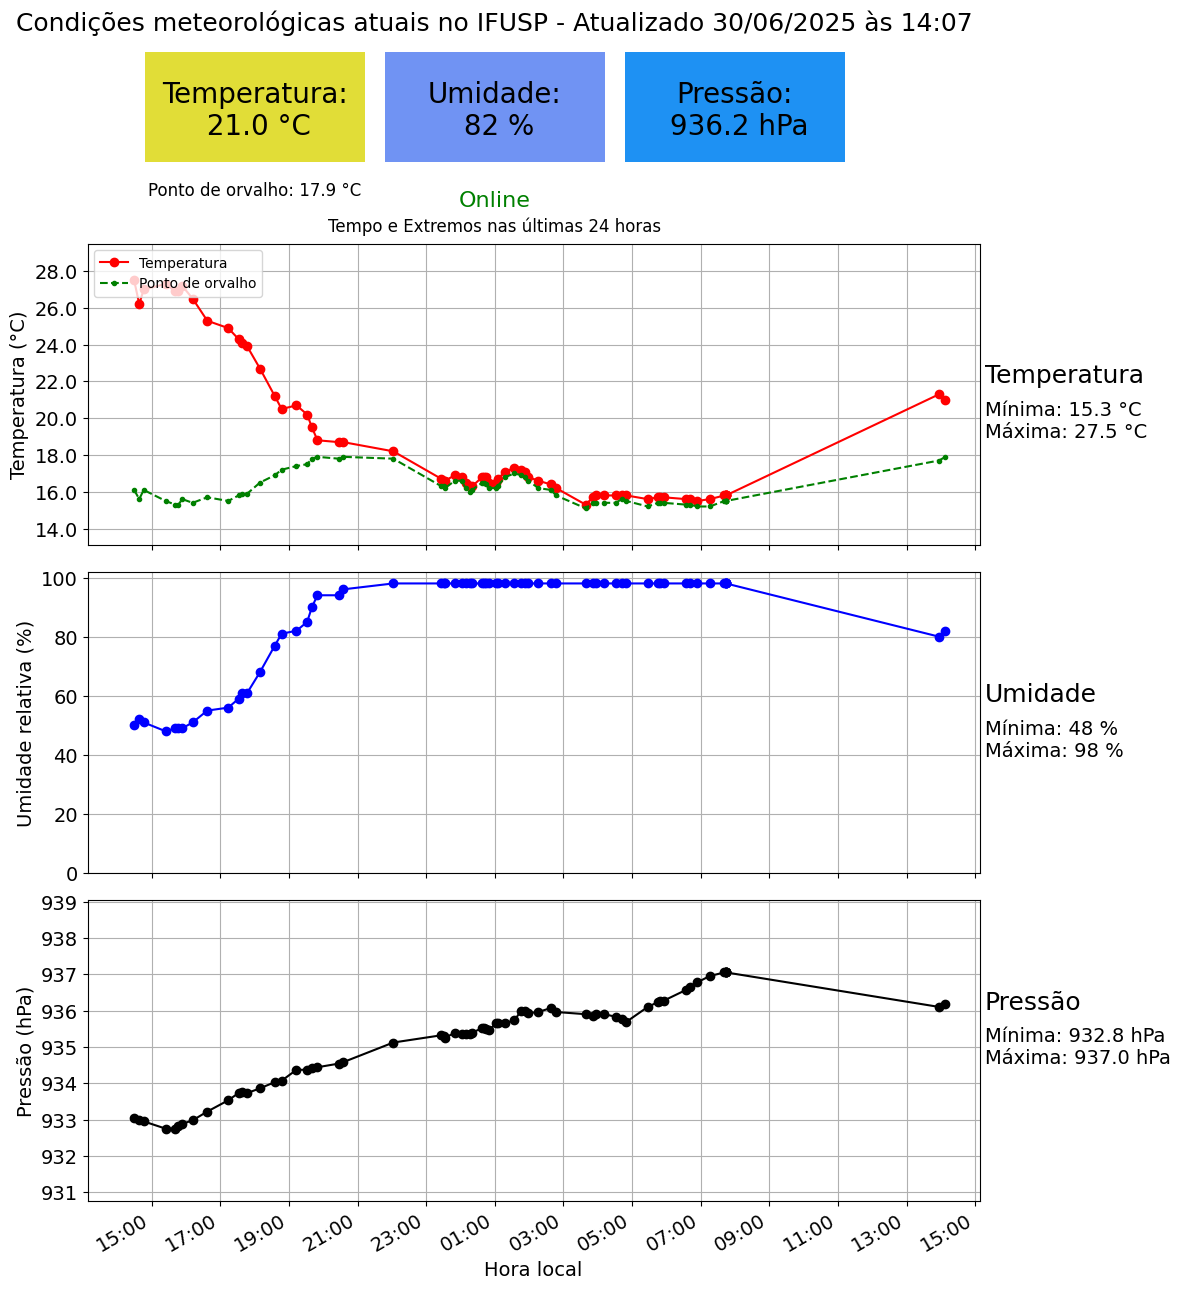 Condições meteorológicas atuais no IFUSP - Atualizado 30/06/2025 às 14:07
Temperatura:
21.0 °C
Umidade:
82 %
Pressão:
936.2 hPa
Ponto de orvalho: 17.9 °C
Online
Tempo e Extremos nas últimas 24 horas
Temperatura (°C)
28.0
26.0
24.0
22.0
20.0
18.0
16.0
14.0
Temperatura
Ponto de orvalho
Temperatura
Mínima: 15.3 °C
Máxima: 27.5 °C
Umidade relativa (%)
100
80
60
40
20
0
Umidade
Mínima: 48 %
Máxima: 98 %
Pressão (hPa)
939
938
937
936
935
934
933
932
931
Pressão
Mínima: 932.8 hPa
Máxima: 937.0 hPa
15:00 17:00 19:00 21:00 23:00 01:00 03:00 05:00 07:00 09:00 11:00 13:00 15:00
Hora local